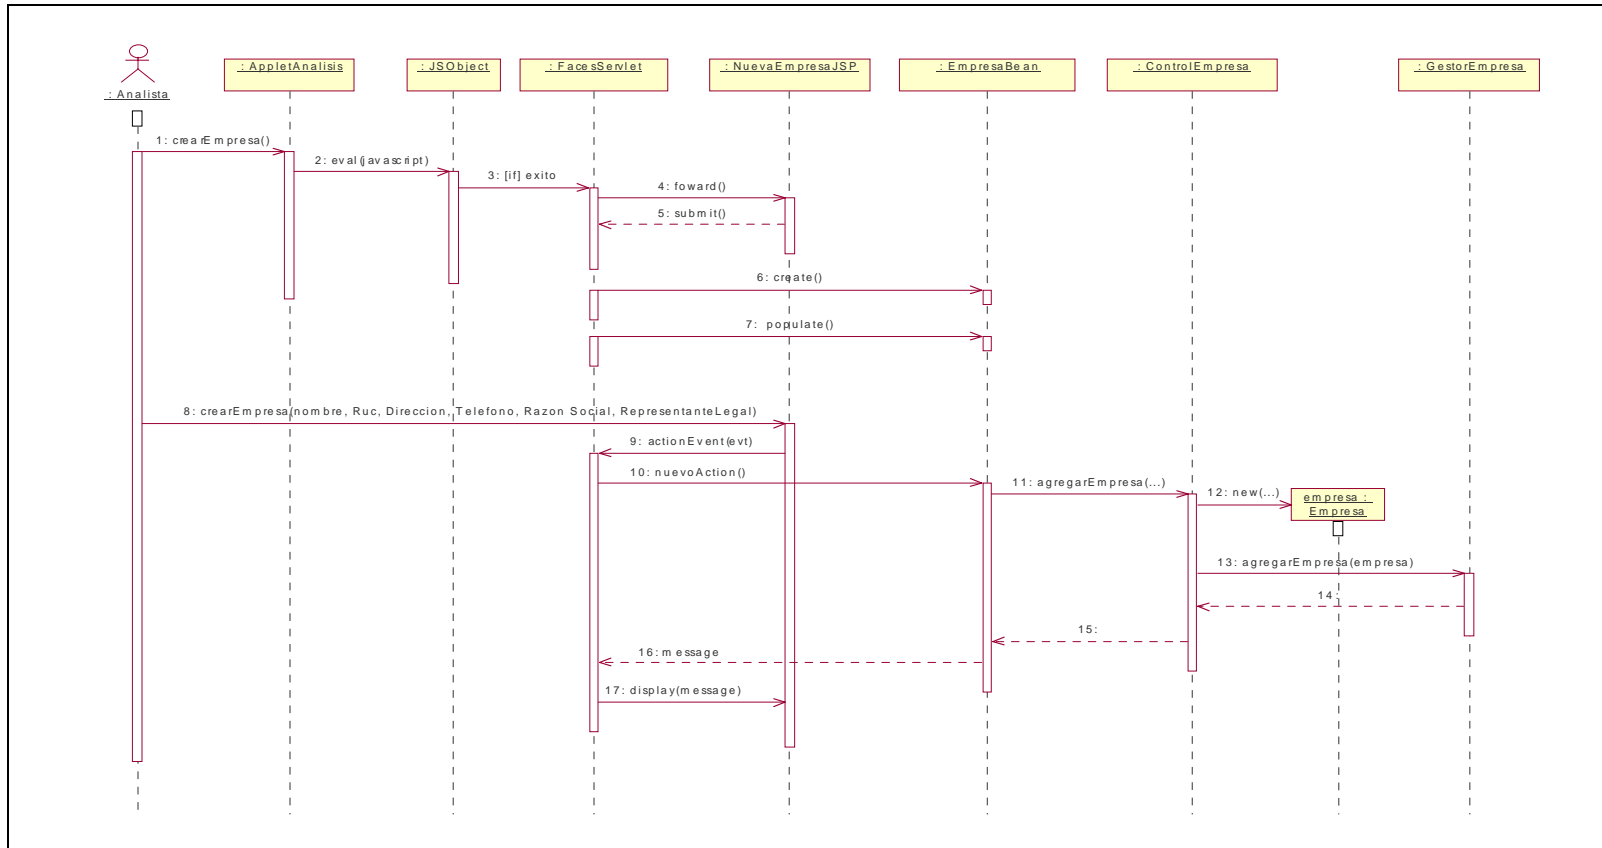 : Analista
: AppletAnalisis
: JSObject
: FacesServlet
: NuevaEmpresaJSP
: EmpresaBean
: ControlEmpresa
: GestorEmpresa
1: crearEmpresa()
2: eval(javascript)
3: [if] exito
4: foward()
5: submit()
6: create()
7: populate()
8: crearEmpresa(nombre, Ruc, Direccion, Telefono, Razon Social, RepresentanteLegal)
9: actionEvent(evt)
10: nuevoAction()
11: agregarEmpresa(...)
12: new(...)
empresa :
Empresa
13: agregarEmpresa(empresa)
14:
15:
16: message
17: display(message)